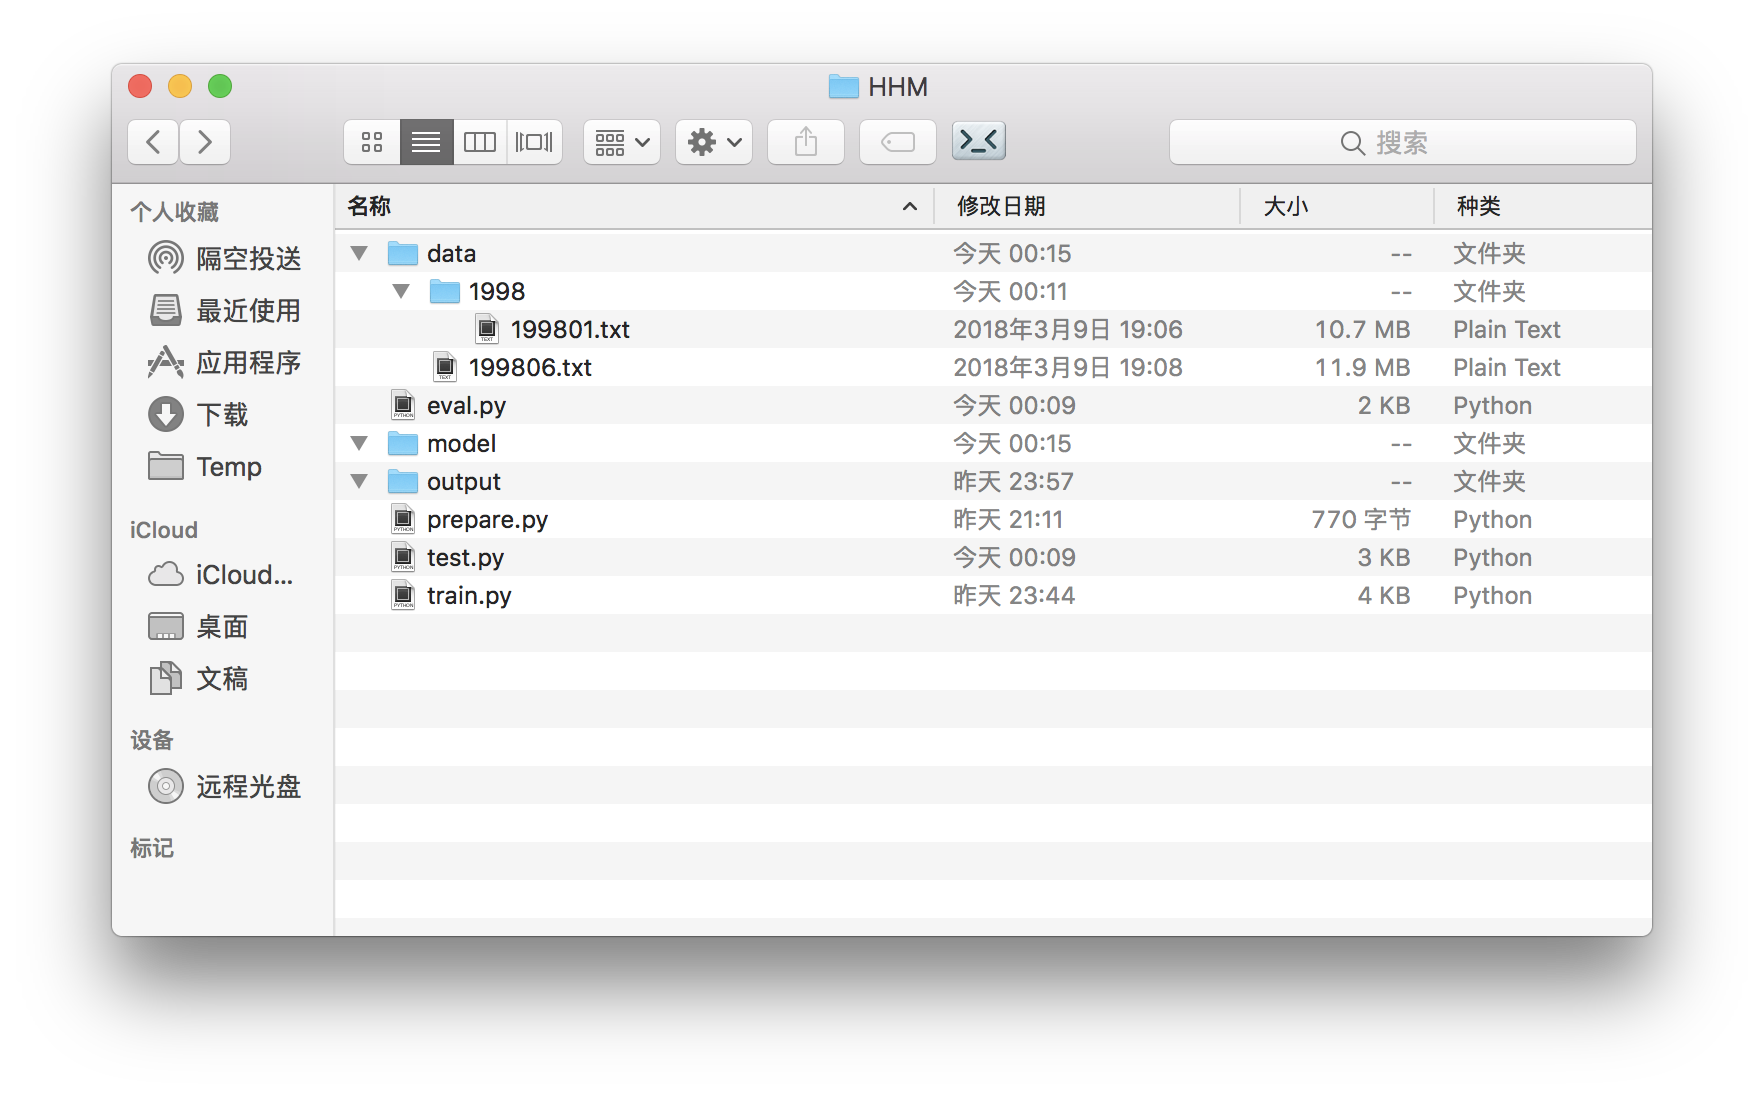 HHM
搜索
个人收藏
隔空投送
最近使用
应用程序
下载
Temp
iCloud
iCloud...
桌面
文稿
设备
远程光盘
标记
名称 修改日期 大小 种类
data 今天 00:15 -- 文件夹
1998 今天 00:11 -- 文件夹
199801.txt 2018年3月9日 19:06 10.7 MB Plain Text
199806.txt 2018年3月9日 19:08 11.9 MB Plain Text
eval.py 今天 00:09 2 KB Python
model 今天 00:15 -- 文件夹
output 昨天 23:57 -- 文件夹
prepare.py 昨天 21:11 770 字节 Python
test.py 今天 00:09 3 KB Python
train.py 昨天 23:44 4 KB Python